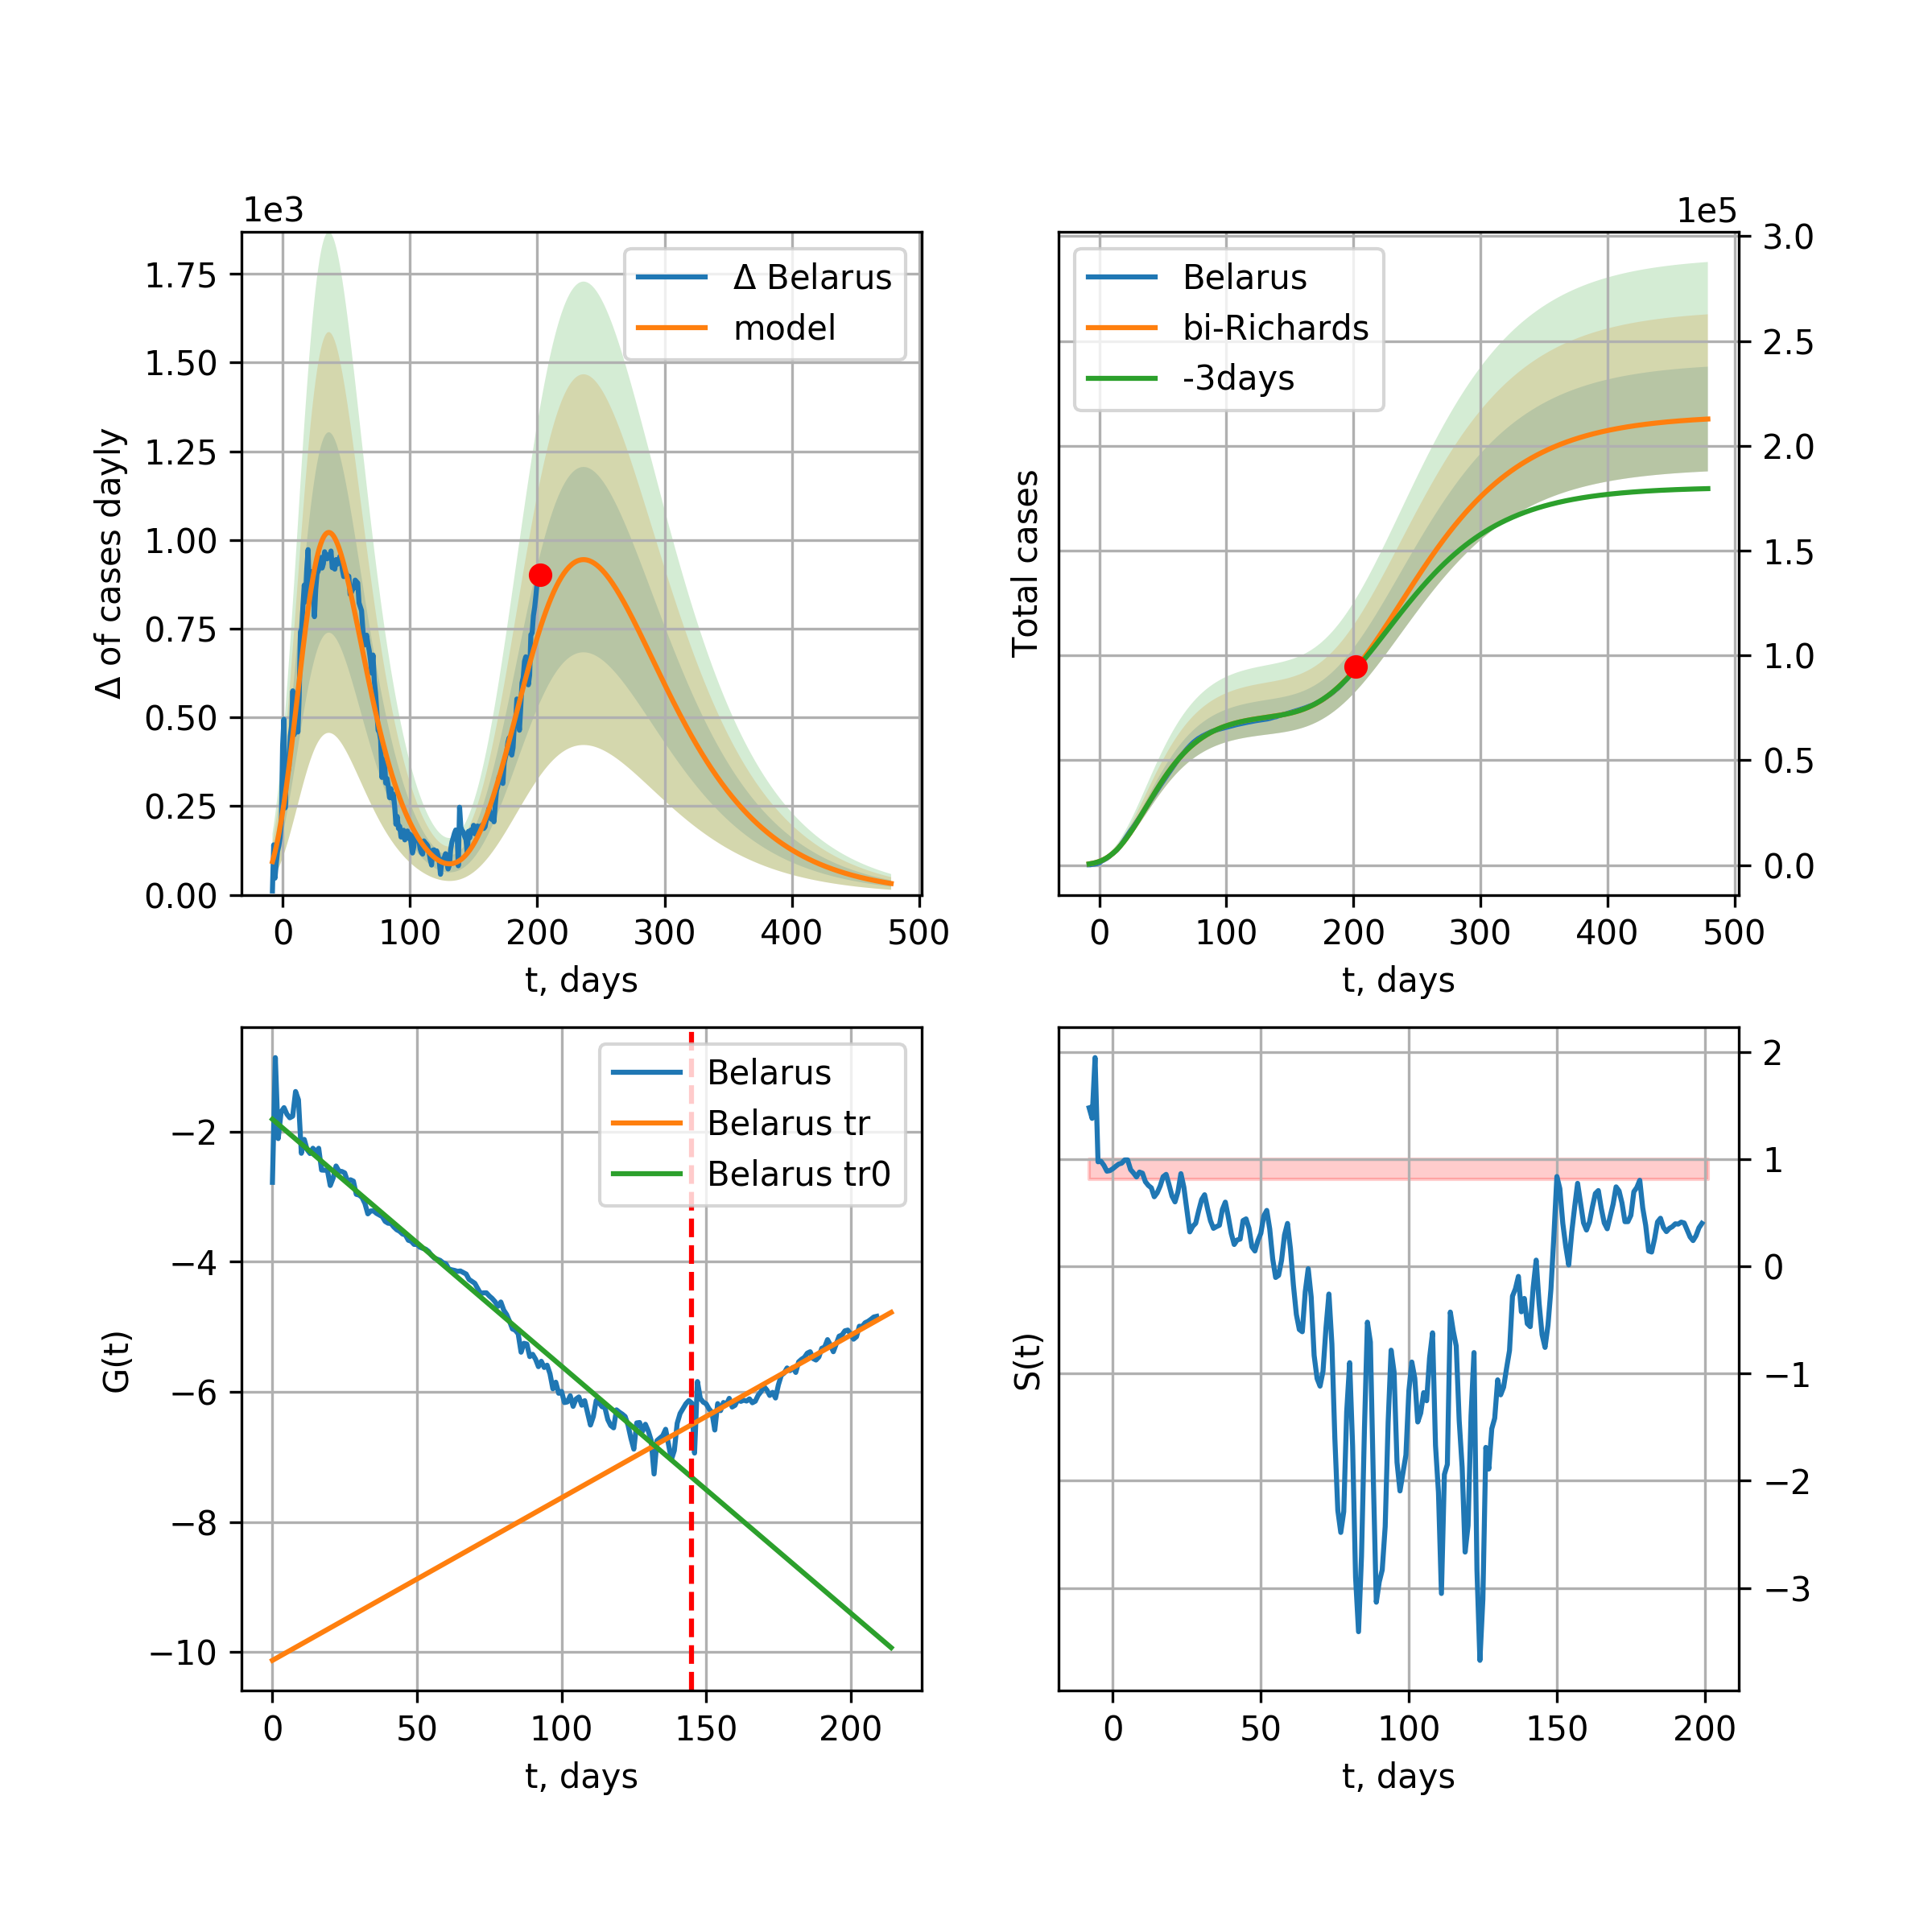 1e3
1.75
1.50
1.25
1.00
0.75
0.50
0.25
0.00
Δ of cases dayly
Δ Belarus
model
0 100 200 300 400 500
t, days
1e5
3.0
2.5
2.0
1.5
1.0
0.5
0.0
Total cases
Belarus
bi-Richards
-3days
0 100 200 300 400 500
t, days
−2
−4
−6
−8
−10
G(t)
Belarus
Belarus tr
Belarus tr0
0 50 100 150 200
t, days
2
1
0
−1
−2
−3
S(t)
0 50 100 150 200
t, days